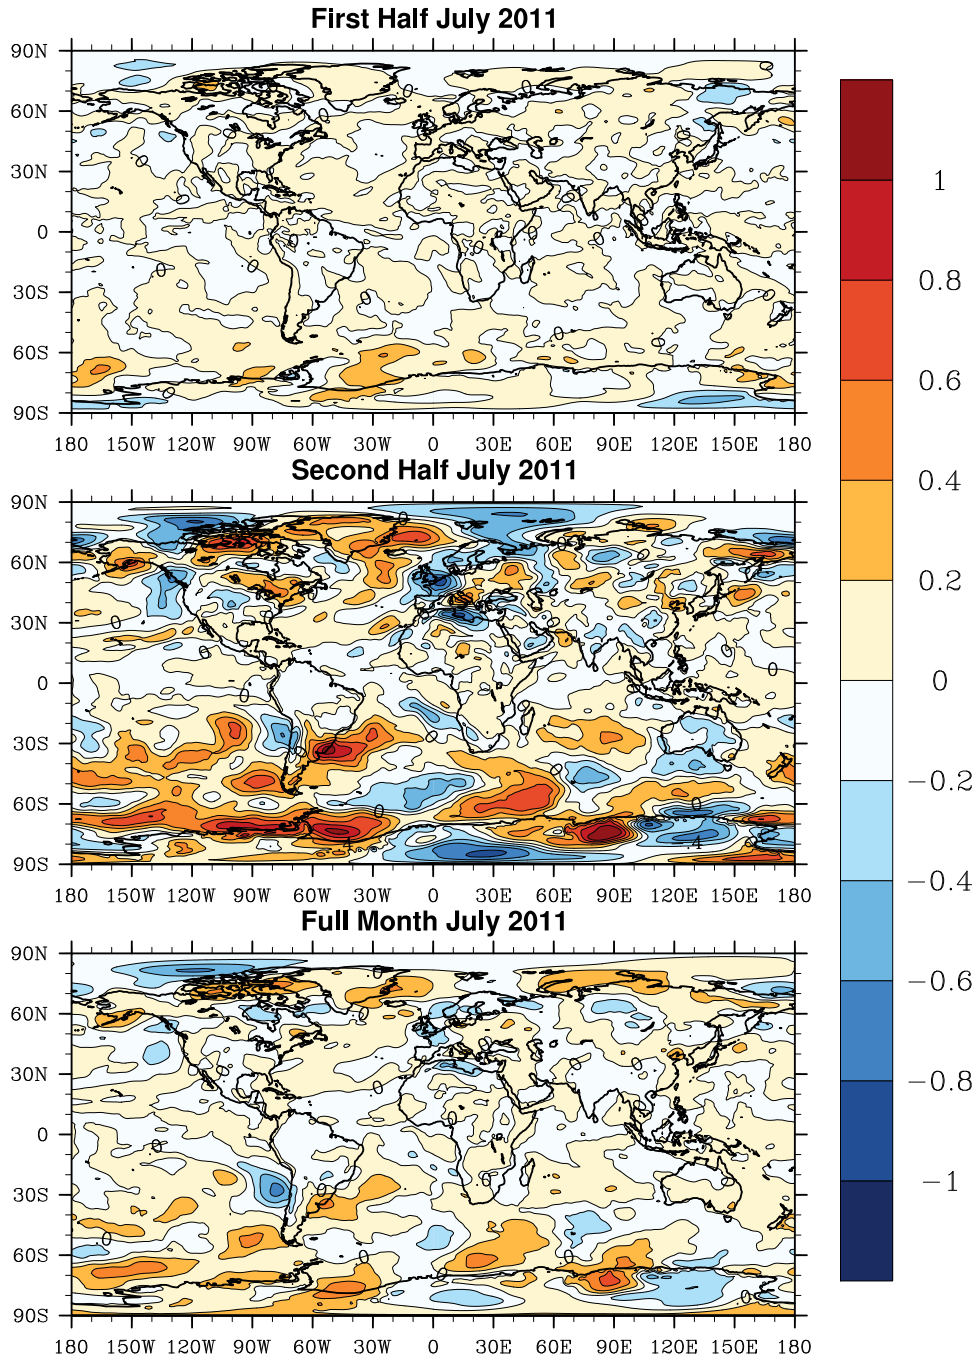 First Half July 2011
90N
60N
30N
0
30S
60S
90S
180 150W 120W 90W 60W 30W 0 30E 60E 90E 120E 150E 180
Second Half July 2011
90N
60N
30N
0
30S
60S
90S
180 150W 120W 90W 60W 30W 0 30E 60E 90E 120E 150E 180
Full Month July 2011
90N
60N
30N
0
30S
60S
90S
180 150W 120W 90W 60W 30W 0 30E 60E 90E 120E 150E 180
1
0.8
0.6
0.4
0.2
0
−0.2
−0.4
−0.6
−0.8
−1